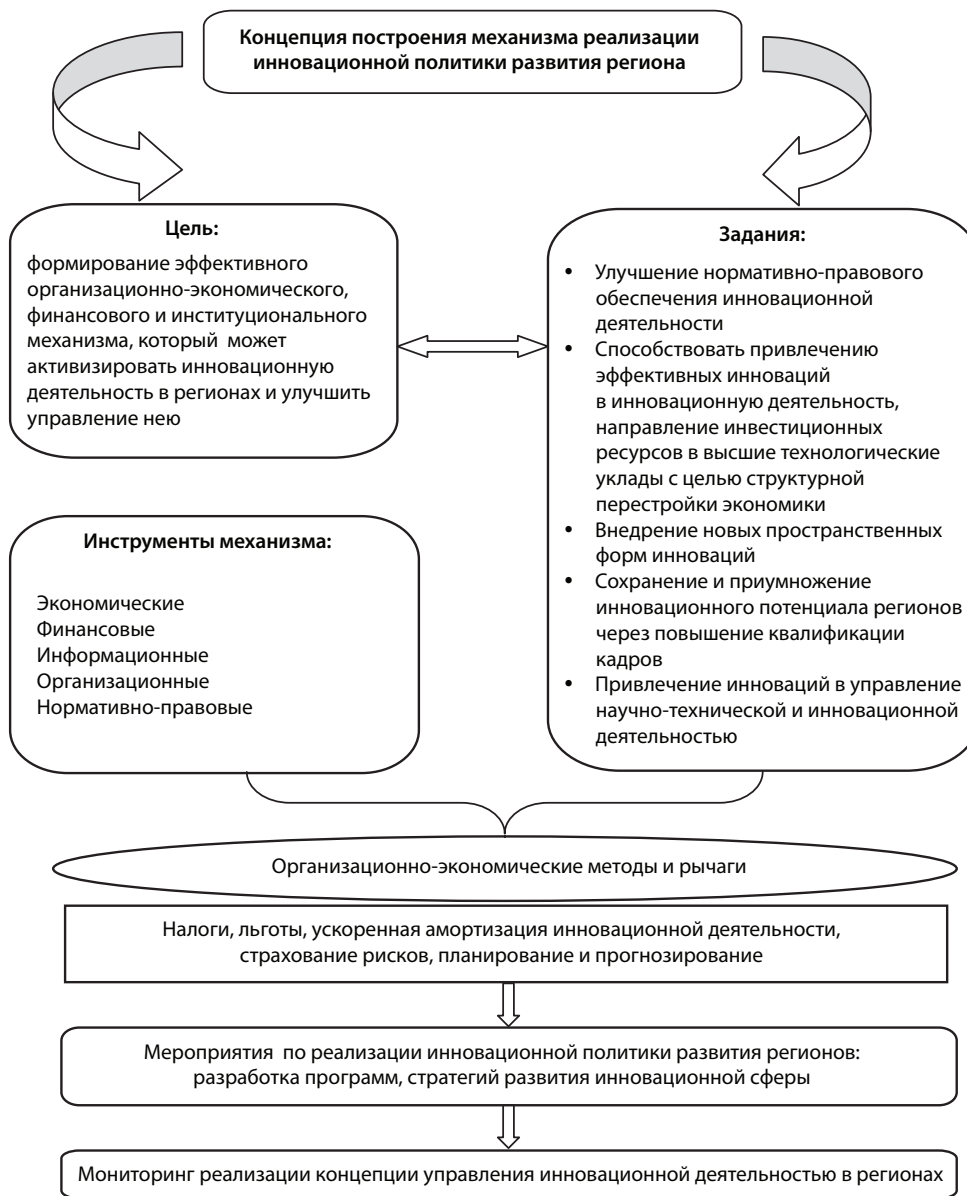 Концепция построения механизма реализации
инновационной политики развития региона
Цель:
формирование эффективного
организационно-экономического,
финансового и институционального
механизма, который может
активизировать инновационную
деятельность в регионах и улучшить
управление нею
Задания:
• Улучшение нормативно-правового
обеспечения инновационной
деятельности
• Способствовать привлечению
эффективных инноваций
в инновационную деятельность,
направление инвестиционных
ресурсов в высшие технологические
уклады с целью структурной
перестройки экономики
• Внедрение новых пространственных
форм инноваций
• Сохранение и приумножение
инновационного потенциала регионов
через повышение квалификации
кадров
• Привлечение инноваций в управление
научно-технической и инновационной
деятельностью
Инструменты механизма:
Экономические
Финансовые
Информационные
Организационные
Нормативно-правовые
Организационно-экономические методы и рычаги
Налоги, льготы, ускоренная амортизация инновационной деятельности,
страхование рисков, планирование и прогнозирование
Мероприятия по реализации инновационной политики развития регионов:
разработка программ, стратегий развития инновационной сферы
Мониторинг реализации концепции управления инновационной деятельностью в регионах